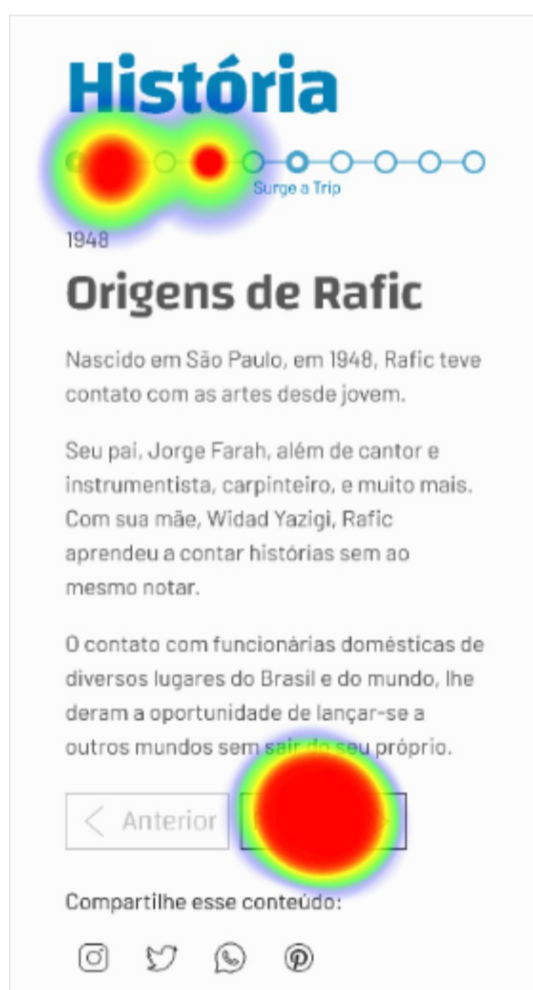 História
Surge a Trip
1948
Origens de Rafic
Nascido em São Paulo, em 1948, Rafic teve
contato com as artes desde jovem.
Seu pai, Jorge Farah, além de cantor e
instrumentista, carpinteiro, e muito mais.
Com sua mãe, Widad Yazigi, Rafic
aprendeu a contar histórias sem ao
mesmo notar.
O contato com funcionárias domésticas de
diversos lugares do Brasil e do mundo, lhe
deram a oportunidade de lançar-se a
outros mundos sem sair do seu próprio.
Anterior
Compartilhe esse conteúdo: